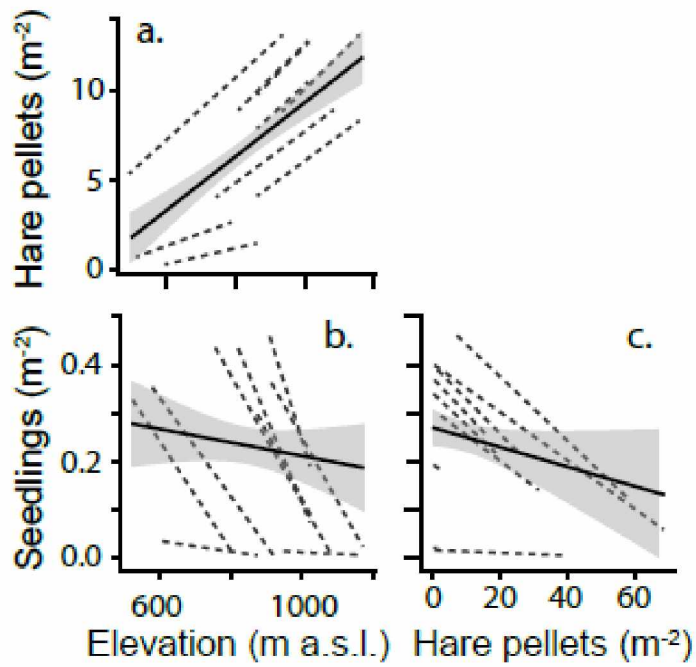 a.
Hare pellets (m-2)
10
5
0
b.
c.
Seedlings (m-2)
0.4
0.2
0.0
600
1000
0
20
40
60
Elevation (m a.s.l.)
Hare pellets (m-2)